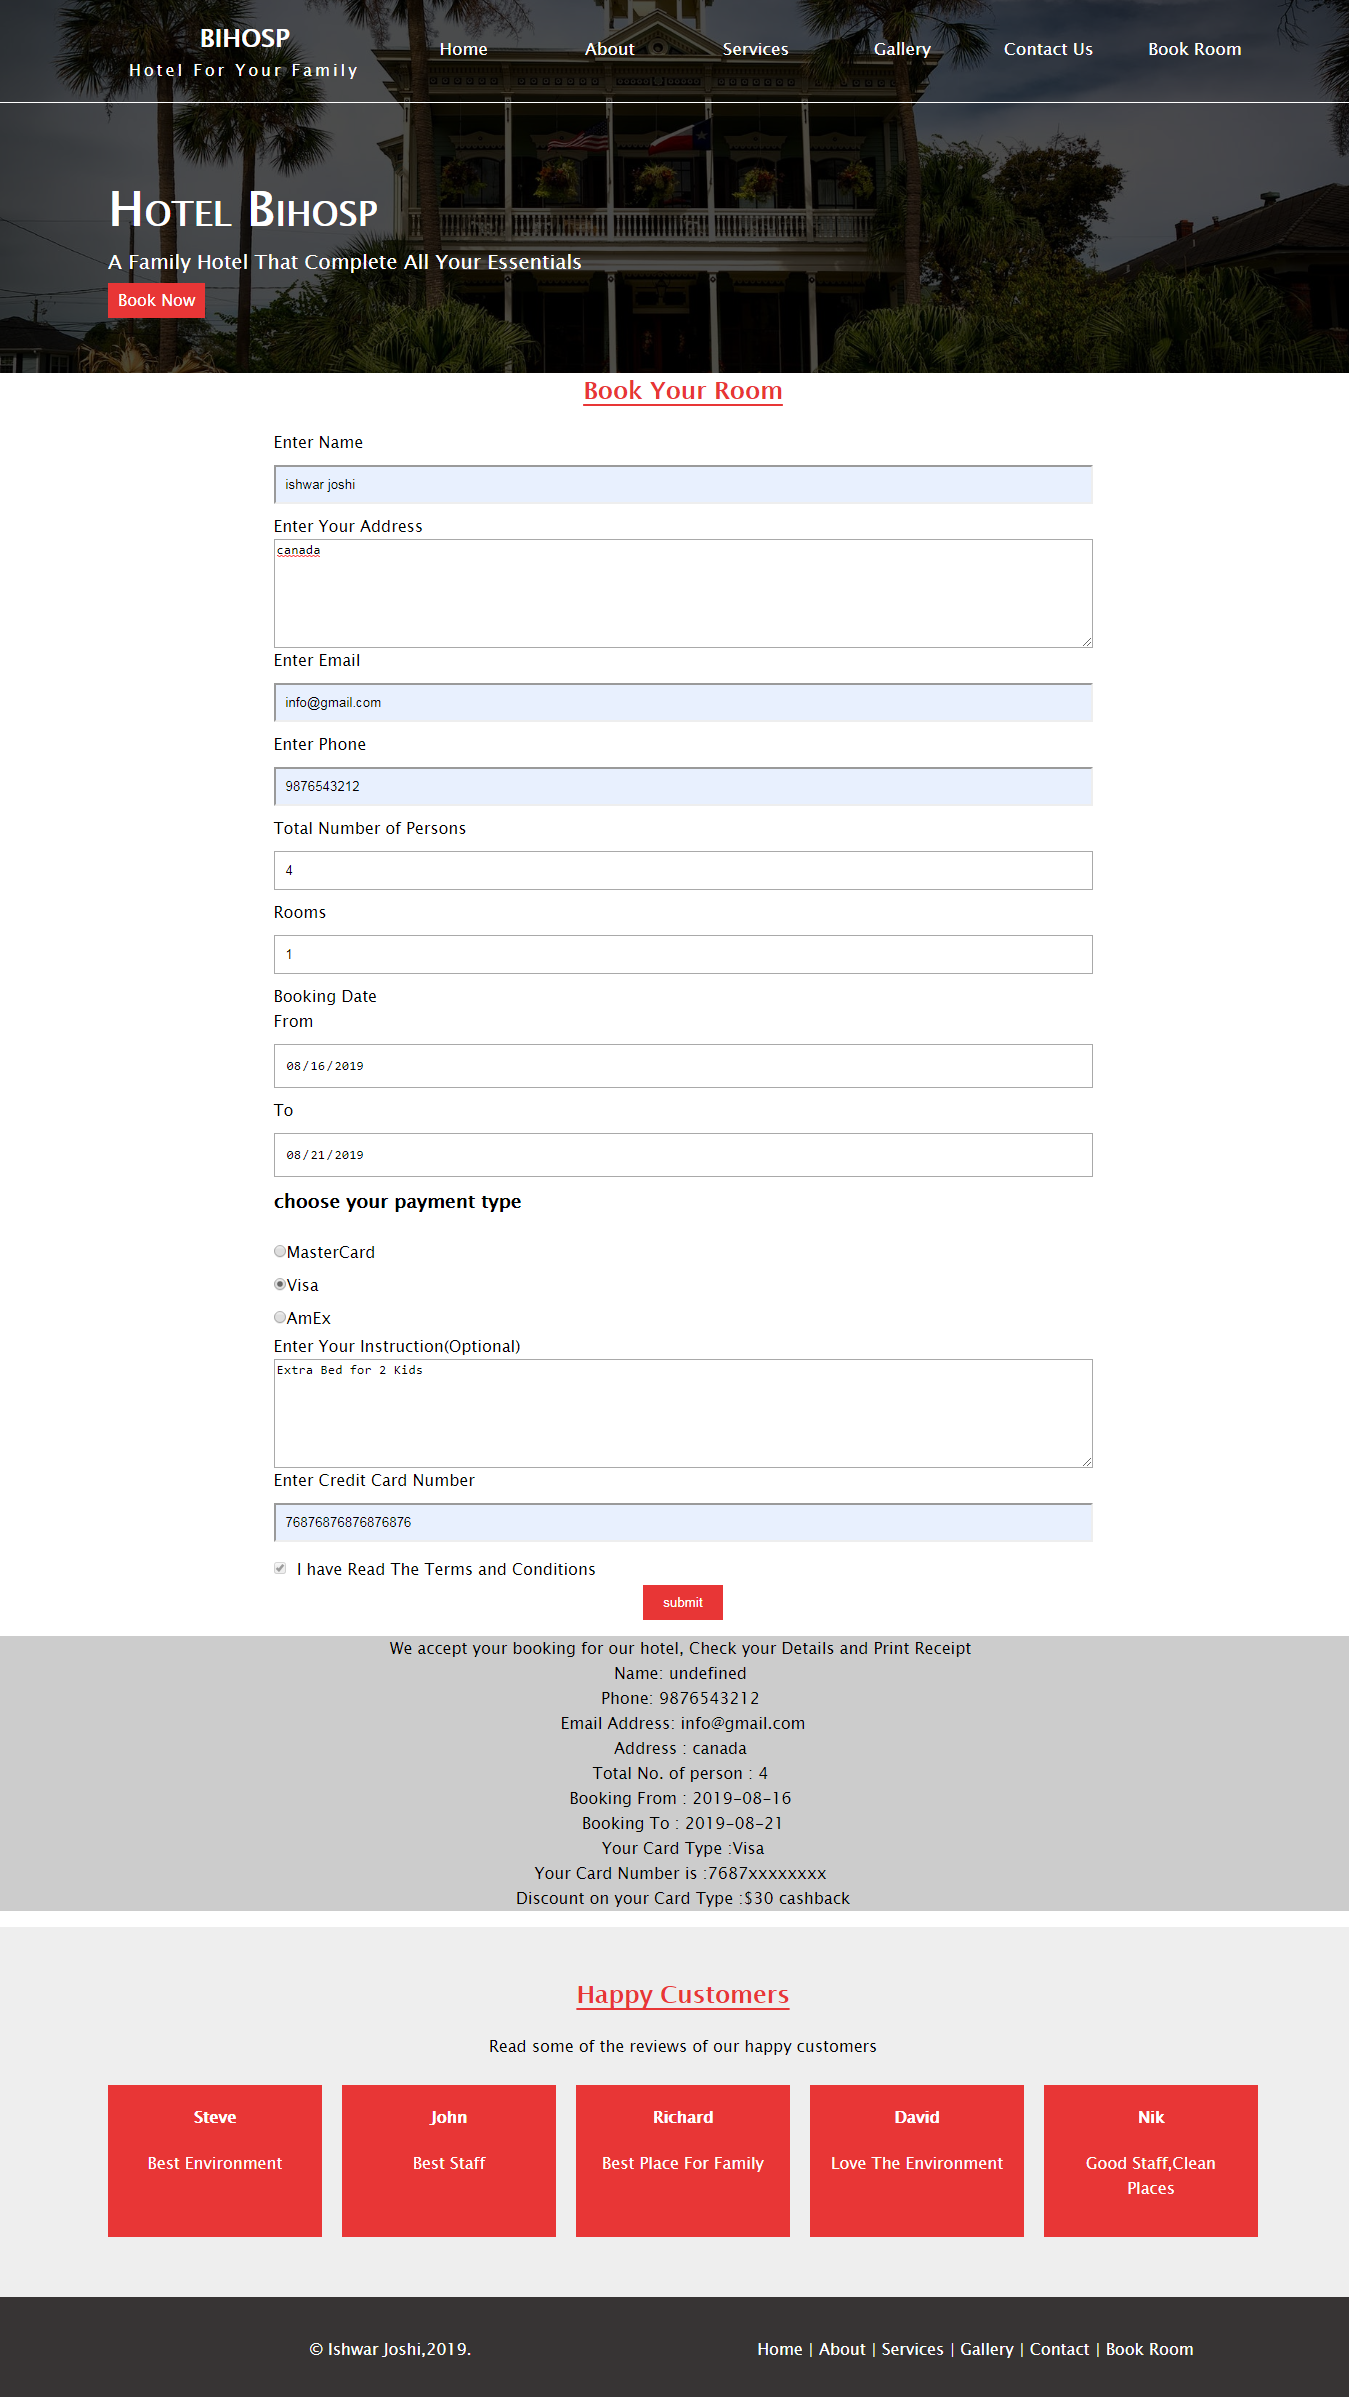 BIHOSP
Hotel For Your Family
Home About Services Gallery Contact Us Book Room
Hotel Bihosp
A Family Hotel That Complete All Your Essentials
Book Now
Book Your Room
Enter Name
ishwar joshi
Enter Your Address
canada
Enter Email
info@gmail.com
Enter Phone
9876543212
Total Number of Persons
4
Rooms
1
Booking Date
From
08/16/2019
To
08/21/2019
choose your payment type
MasterCard
Visa
AmEx
Enter Your Instruction(Optional)
Extra Bed for 2 Kids
Enter Credit Card Number
76876876876876876
I have Read The Terms and Conditions
submit
We accept your booking for our hotel, Check your Details and Print Receipt
Name: undefined
Phone: 9876543212
Email Address: info@gmail.com
Address : canada
Total No. of person : 4
Booking From : 2019-08-16
Booking To : 2019-08-21
Your Card Type :Visa
Your Card Number is :7687xxxxxxxx
Discount on your Card Type :$30 cashback
Happy Customers
Read some of the reviews of our happy customers
Steve
Best Environment
John
Best Staff
Richard
Best Place For Family
David
Love The Environment
Nik
Good Staff,Clean
Places
© Ishwar Joshi,2019.
Home | About | Services | Gallery | Contact | Book Room